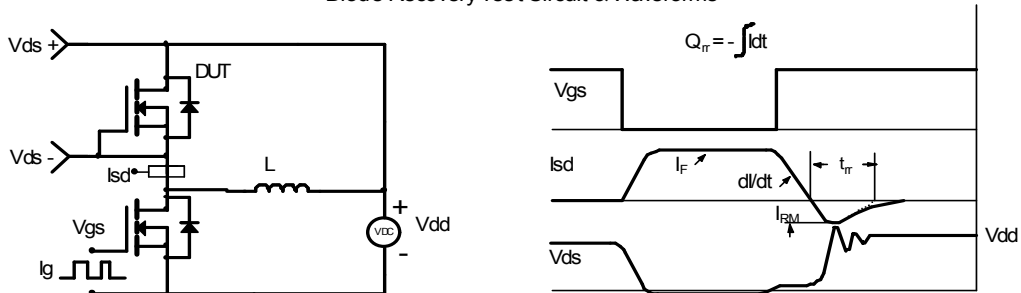 Diode Recovery Test Circuit & Waveforms
Vds +
DUT
Vds -
Isd
L
Vgs
Ig
+
VDC
-
Vdd
Qrr = - ∫Idt
Vgs
Isd
IF
dI/dt
trr
IRM
Vdd
Vds